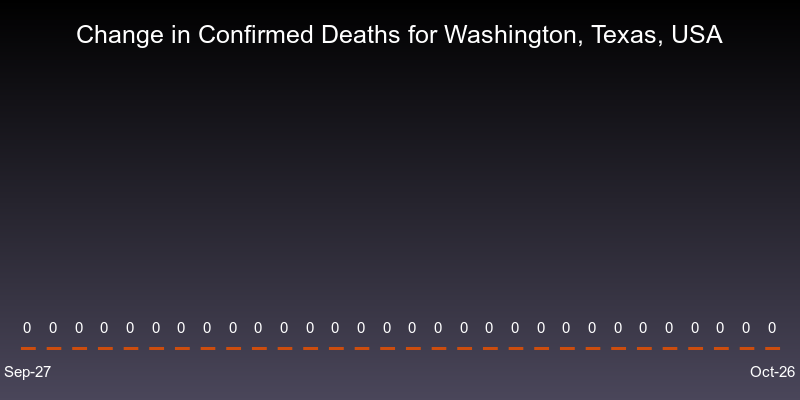 Change in Confirmed Deaths for Washington, Texas, USA
0 0 0 0 0 0 0 0 0 0 0 0 0 0 0 0 0 0 0 0 0 0 0 0 0 0 0 0 0 0
Sep-27 Oct-26